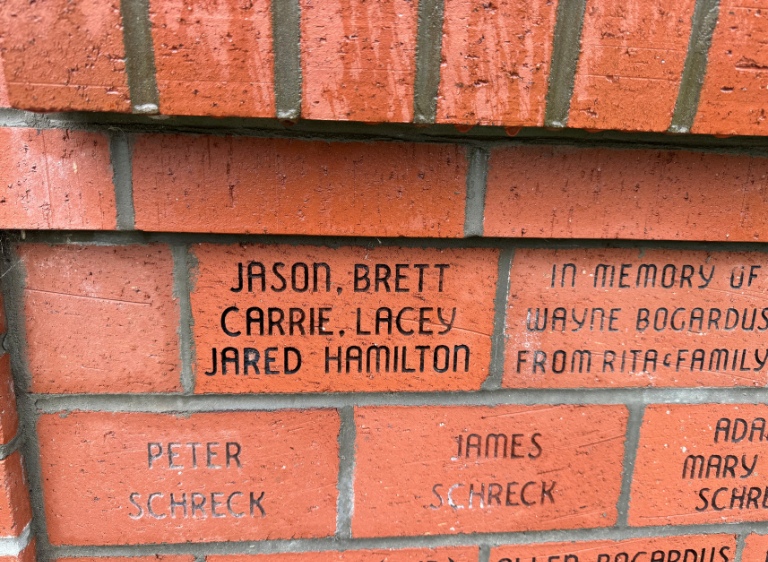 JASON, BRETT
CARRIE, LACEY
JARED HAMILTON
IN MEMORY OF
WAYNE BOGARDUS
FROM RITA & FAMILY
PETER
SCHRECK
JAMES
SCHRECK
MARY
BOGARDUS